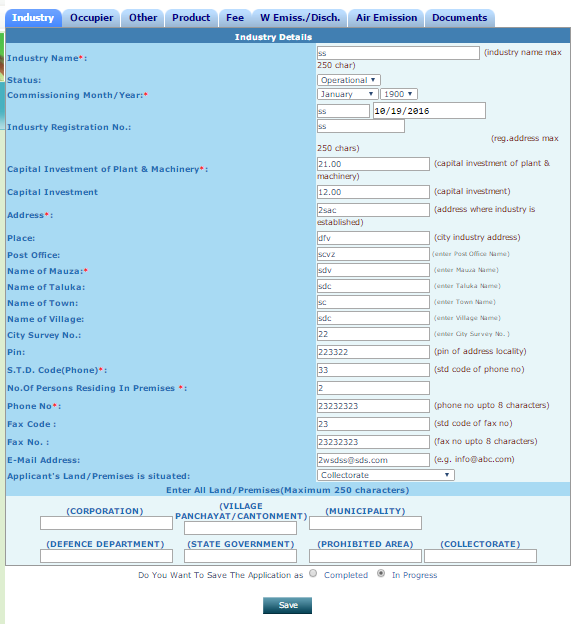 Industry Occupier Other Product Fee W Emiss./Disch. Air Emission Documents
Industry Details
Industry Name*: ss (industry name max
250 char)
Status: Operational
Commissioning Month/Year:* January 1900
ss 10/19/2016
Indusrty Registration No.: ss
(reg.address max
250 chars)
Capital Investment of Plant & Machinery*: 21.00 (capital investment of plant &
machinery)
Capital Investment 12.00 (capital investment)
Address*: 2sac (address where industry is
established)
Place: dfv (city industry address)
Post Office: scvz (enter Post Office Name)
Name of Mauza:* sdv (enter Mauza Name)
Name of Taluka: sdc (enter Taluka Name)
Name of Town: sc (enter Town Name)
Name of Village: sdc (enter Village Name)
City Survey No.: 22 (enter City Survey No. )
Pin: 223322 (pin of address locality)
S.T.D. Code(Phone)*: 33 (std code of phone no)
No.Of Persons Residing In Premises *: 2
Phone No*: 23232323 (phone no upto 8 characters)
Fax Code : 23 (std code of fax no)
Fax No. : 23232323 (fax no upto 8 characters)
E-Mail Address: 2wsdss@sds.com (e.g. info@abc.com)
Applicant's Land/Premises is situated: Collectorate
Enter All Land/Premises(Maximum 250 characters)
(CORPORATION) (VILLAGE PANCHAYAT/CANTONMENT) (MUNICIPALITY)
(DEFENCE DEPARTMENT) (STATE GOVERNMENT) (PROHIBITED AREA) (COLLECTORATE)
Do You Want To Save The Application as Completed In Progress
Save